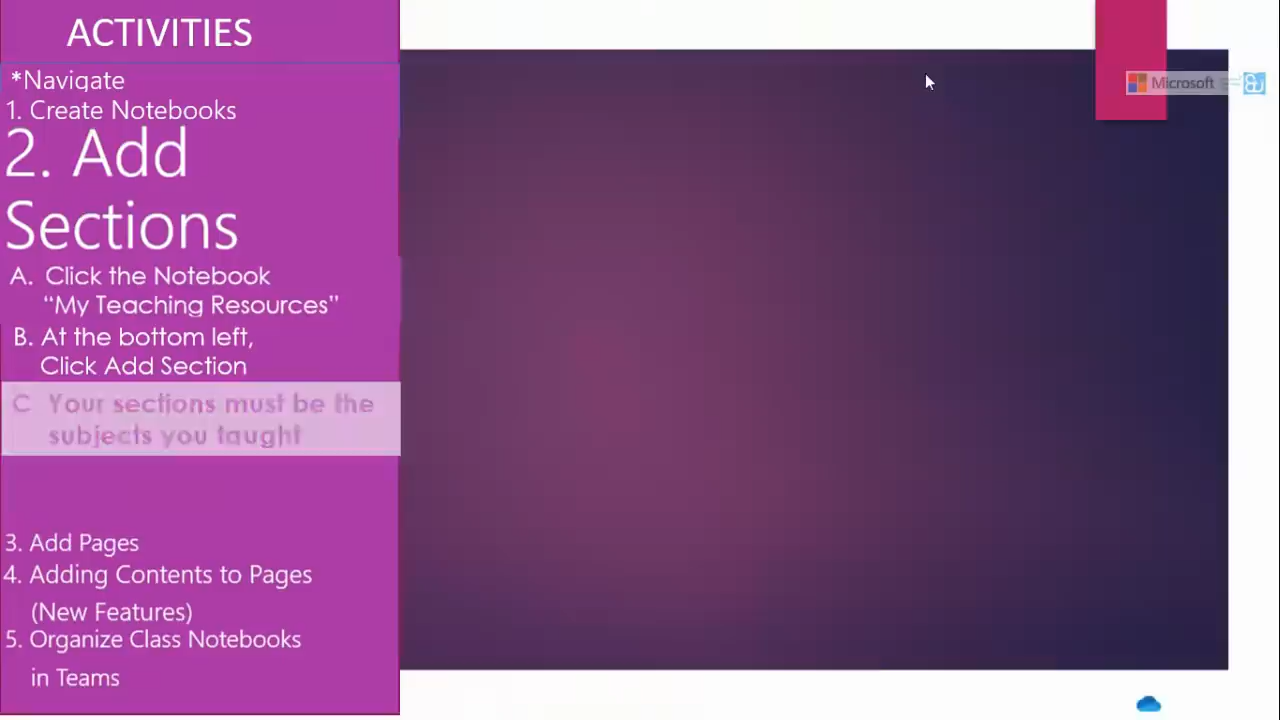 ACTIVITIES
*Navigate
1. Create Notebooks
2. Add
Sections
A. Click the Notebook
“My Teaching Resources”
B. At the bottom left,
Click Add Section
C Your sections must be the
subjects you taught
3. Add Pages
4. Adding Contents to Pages
(New Features)
5. Organize Class Notebooks
in Teams
Microsoft